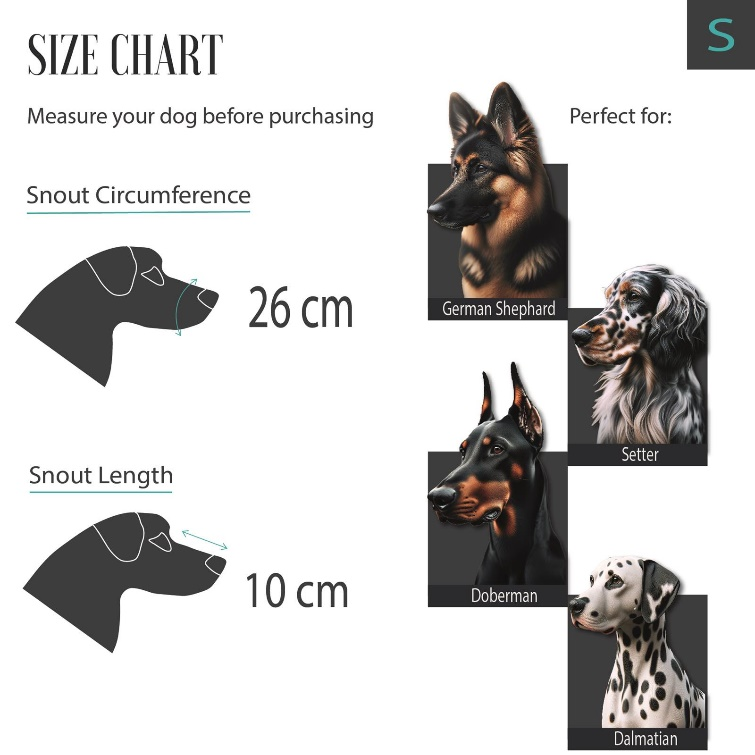 SIZE CHART
S
Measure your dog before purchasing
Perfect for:
Snout Circumference
26 cm
German Shephard
Setter
Snout Length
10 cm
Doberman
Dalmatian